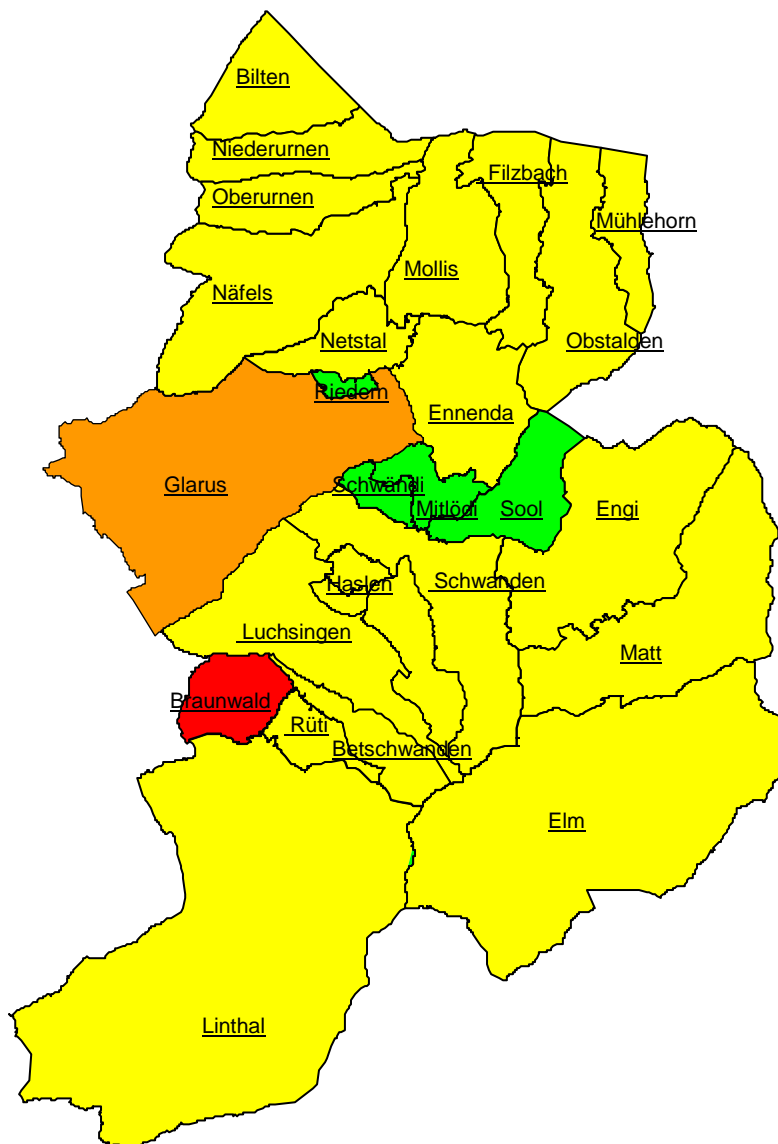 Bilten
Niederurnen
Filzbach
Oberurnen
Mühlehorn
Mollis
Näfels
Netstal
Obstalden
Riedern
Ennenda
Glarus
Schwändi
Mitlödi
Sool
Engi
Haslen
Schwanden
Luchsingen
Matt
Braunwald
Rüti
Betschwanden
Elm
Linthal